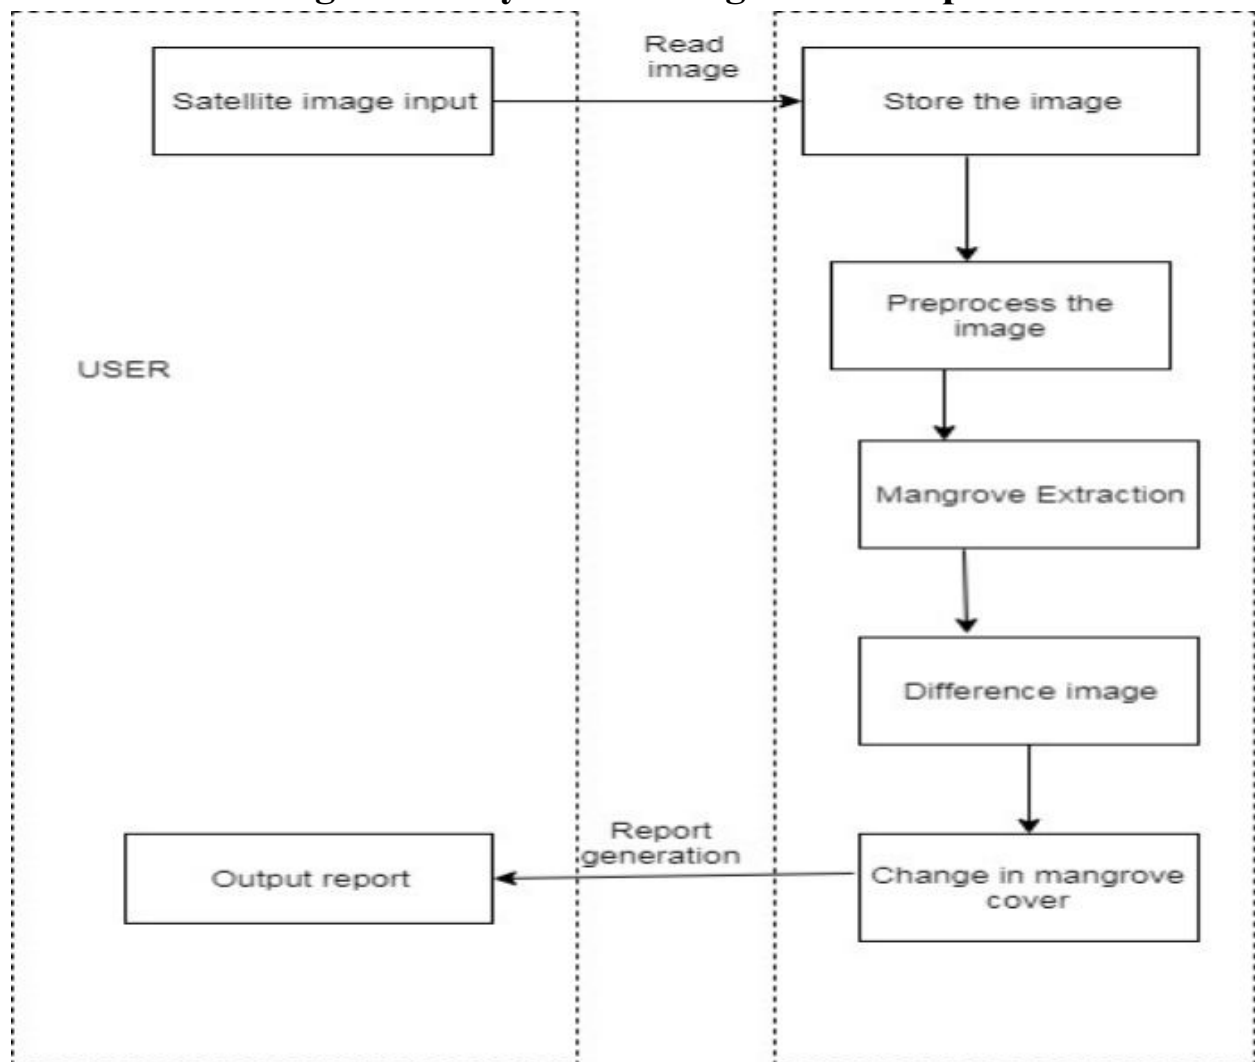 Read
image
Satellite image input
Store the image
Preprocess the
image
USER
Mangrove Extraction
Difference image
Report
generation
Output report
Change in mangrove
cover